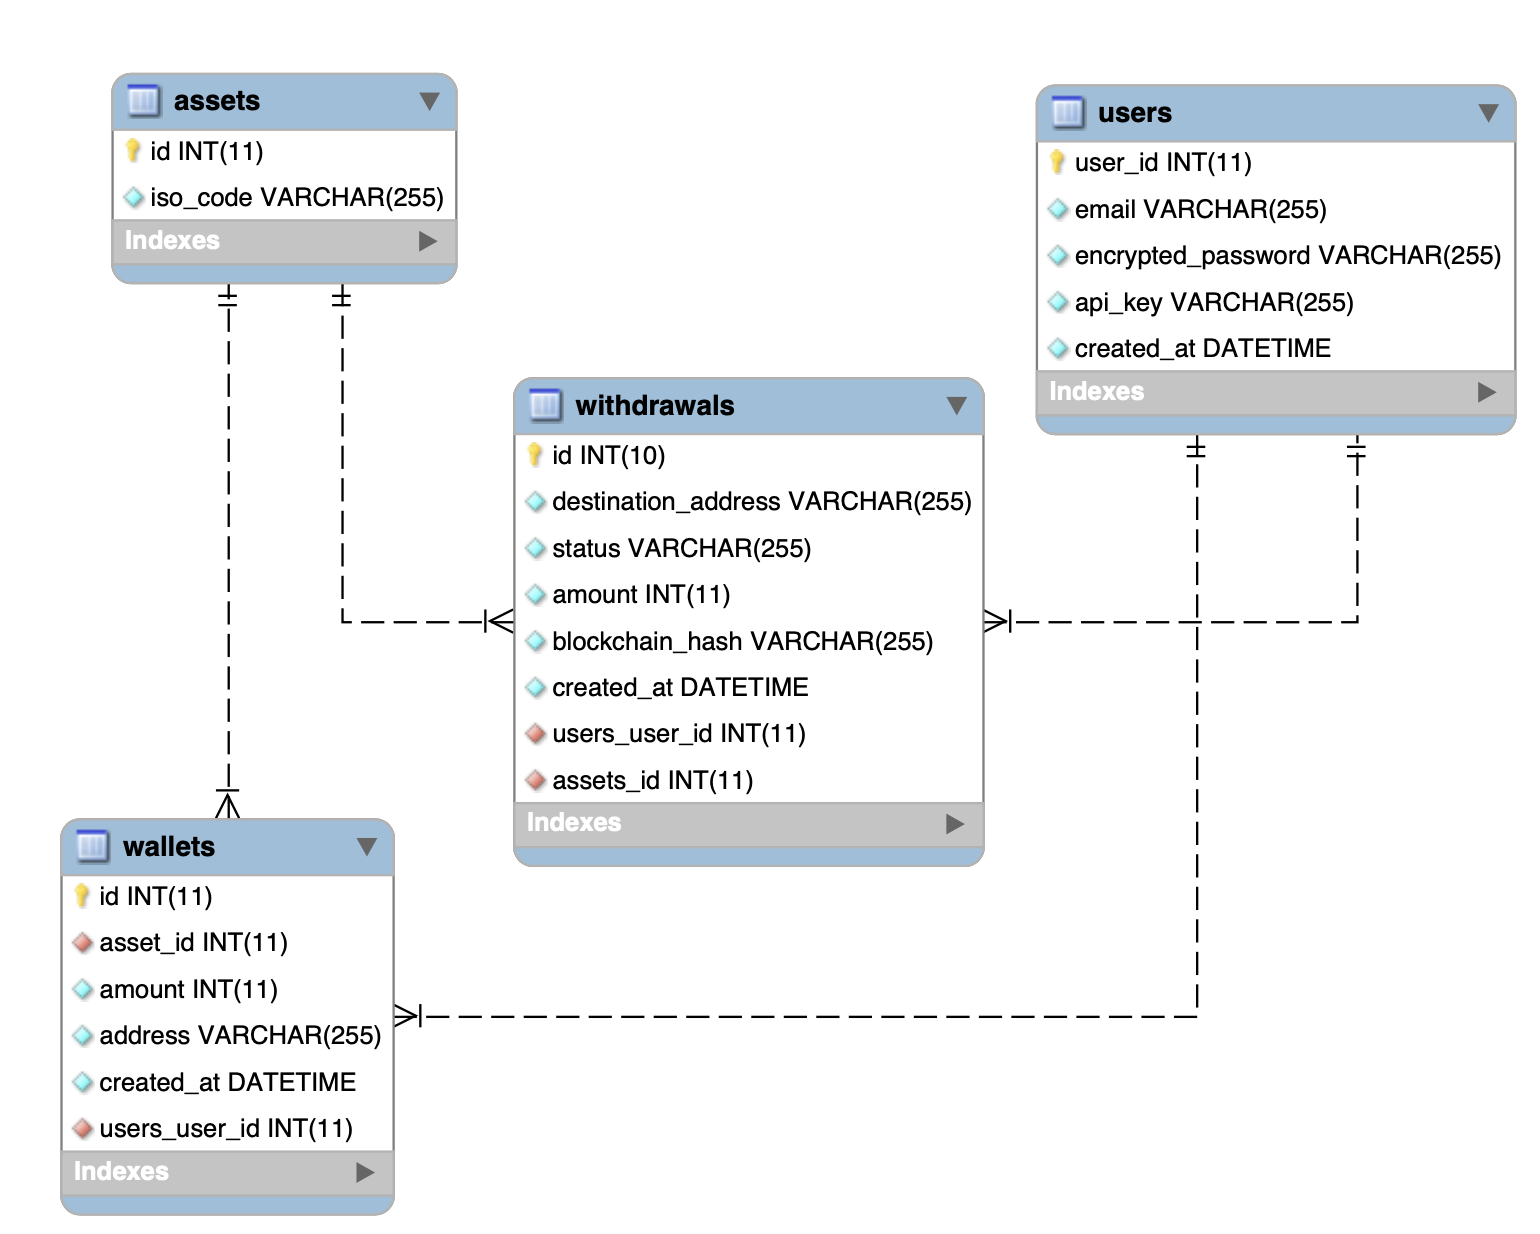 assets
id INT(11)
iso_code VARCHAR(255)
Indexes
users
user_id INT(11)
email VARCHAR(255)
encrypted_password VARCHAR(255)
api_key VARCHAR(255)
created_at DATETIME
Indexes
withdrawals
id INT(10)
destination_address VARCHAR(255)
status VARCHAR(255)
amount INT(11)
blockchain_hash VARCHAR(255)
created_at DATETIME
users_user_id INT(11)
assets_id INT(11)
Indexes
wallets
id INT(11)
asset_id INT(11)
amount INT(11)
address VARCHAR(255)
created_at DATETIME
users_user_id INT(11)
Indexes